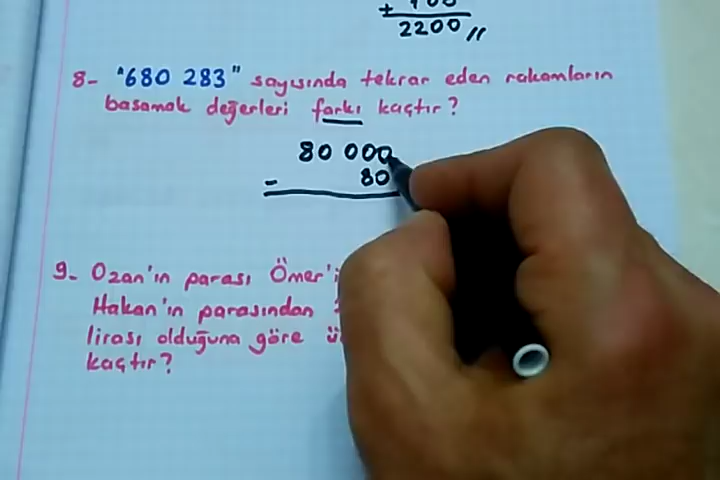 2200 //
8- "680 283" sayısında tekrar eden rakamların
basamak değerleri farkı kaçtır?
80 000
- 80
9- Ozan'ın parası Ömer'i
Hakan'ın parasından
lirası olduğuna göre
kaçtır?